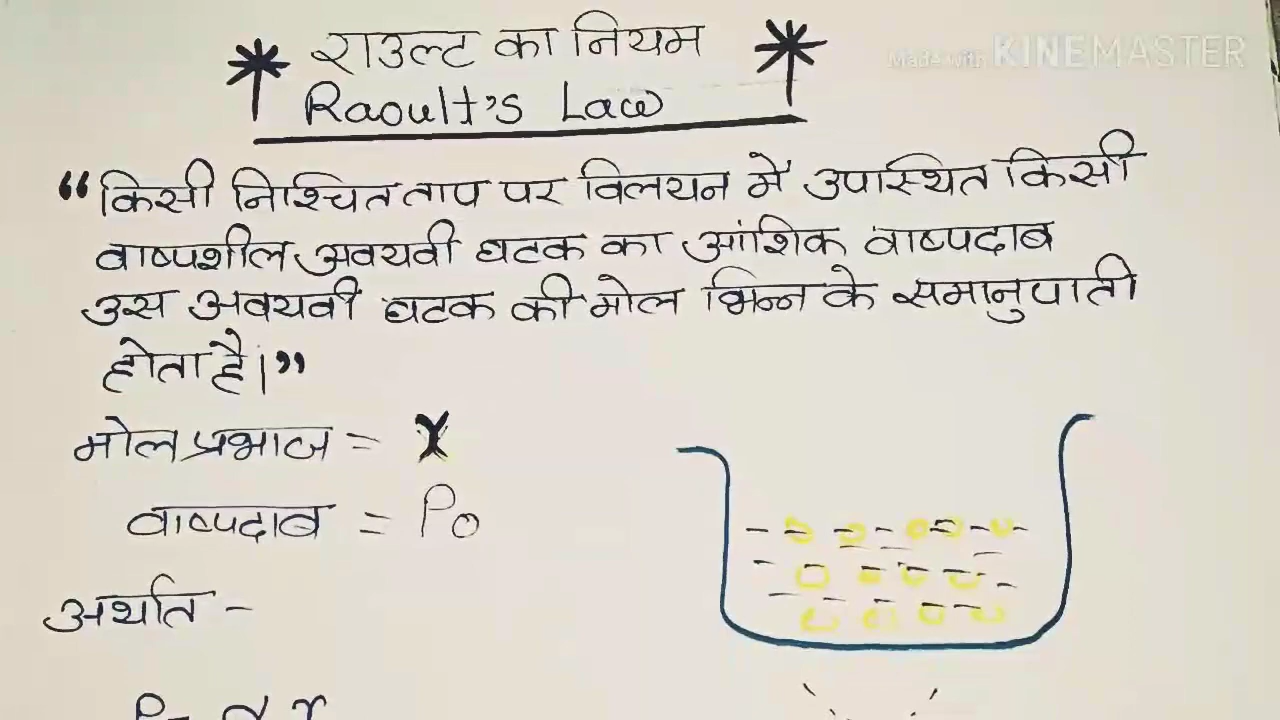 राउल्ट का नियम
Made with KINEMASTER
Raoult's Law
“किसी निश्चित ताप पर विलयन में उपस्थित किसी
वाष्पशील अवयवी घटक का आंशिक वाष्पदाब
उस अवयवी घटक की मोल भिन्न के समानुपाती
होता है।”
मोल प्रभाज = X
वाष्पदाब = Po
अर्थात -